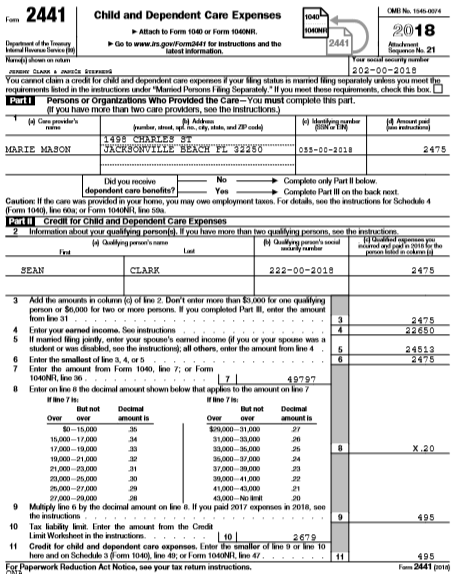 Form 2441
Child and Dependent Care Expenses
1040
1040NR
2441
OMB No. 1545-0074
2018
► Attach to Form 1040 or Form 1040NR.
► Go to www.irs.gov/Form2441 for instructions and the latest information.
Department of the Treasury
Internal Revenue Service (99)
Attachment
Sequence No. 21
Name(s) shown on return
Your social security number
JEREMY CLARK & JANICE STEPHENS
202-00-2018
You cannot claim a credit for child and dependent care expenses if your filing status is married filing separately unless you meet the
requirements listed in the instructions under "Married Persons Filing Separately." If you meet these requirements, check this box. ☐
Part I Persons or Organizations Who Provided the Care—You must complete this part.
(If you have more than two care providers, see the instructions.)
1 (a) Care provider's name
(b) Address (number, street, apt. no., city, state, and ZIP code)
(c) Identifying number (SSN or EIN)
(d) Amount paid (see instructions)
1498 CHARLES ST
MARIE MASON JACKSONVILLE BEACH FL 32250 2475
Did you receive dependent care benefits?
No ► Complete only Part II below.
Yes ► Complete Part III on the back next.
Caution: If the care was provided in your home, you may owe employment taxes. For details, see the instructions for Schedule 4
(Form 1040), line 60a; or Form 1040NR, line 59a.
Part II Credit for Child and Dependent Care Expenses
2 Information about your qualifying person(s). If you have more than two qualifying persons, see the instructions.
(a) Qualifying person's name
First Last
(b) Qualifying person's social security number
(c) Qualified expenses you incurred and paid in 2018 for the person listed in column (a)
SEAN CLARK 222-00-2018 2475
3 Add the amounts in column (c) of line 2. Don't enter more than $3,000 for one qualifying
person or $6,000 for two or more persons. If you completed Part III, enter the amount
from line 31 . . . 3 2475
4 Enter your earned income. See instructions . . . 4 22650
5 If married filing jointly, enter your spouse's earned income (if you or your spouse was a
student or was disabled, see the instructions); all others, enter the amount from line 4 . . 5 24513
6 Enter the smallest of line 3, 4, or 5 . . . 6 2475
7 Enter the amount from Form 1040, line 7; or Form
1040NR, line 36 . . . 7 49797
8 Enter on line 8 the decimal amount shown below that applies to the amount on line 7
If line 7 is: If line 7 is:
But not Decimal But not Decimal
Over over amount is Over over amount is
$0—15,000 .35 $29,000—31,000 .27
15,000—17,000 .34 31,000—33,000 .26
17,000—19,000 .33 33,000—35,000 .25 8 X.20
19,000—21,000 .32 35,000—37,000 .24
21,000—23,000 .31 37,000—39,000 .23
23,000—25,000 .30 39,000—41,000 .22
25,000—27,000 .29 41,000—43,000 .21
27,000—29,000 .28 43,000—No limit .20
9 Multiply line 6 by the decimal amount on line 8. If you paid 2017 expenses in 2018, see
the instructions . . . 9 495
10 Tax liability limit. Enter the amount from the Credit
Limit Worksheet in the instructions . . . 10 2679
11 Credit for child and dependent care expenses. Enter the smaller of line 9 or line 10
here and on Schedule 3 (Form 1040), line 49; or Form 1040NR, line 47 . . . 11 495
For Paperwork Reduction Act Notice, see your tax return instructions. Form 2441 (2018)